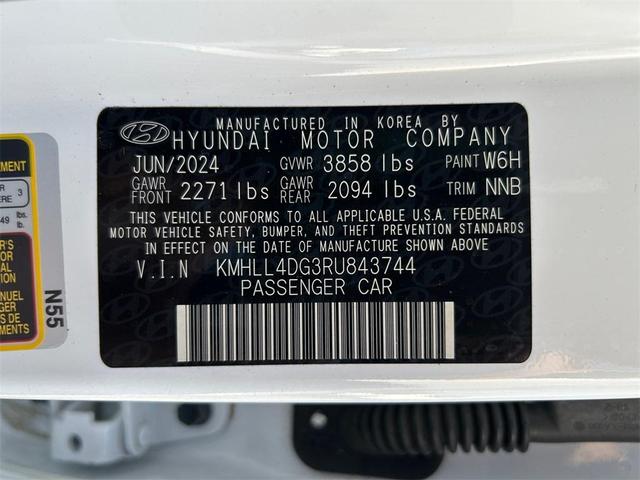 MANUFACTURED IN KOREA BY
HYUNDAI MOTOR COMPANY
JUN/2024 GVWR 3858 lbs PAINT W6H
GAWR FRONT 2271 lbs GAWR REAR 2094 lbs TRIM NNB
THIS VEHICLE CONFORMS TO ALL APPLICABLE U.S.A. FEDERAL
MOTOR VEHICLE SAFETY, BUMPER, AND THEFT PREVENTION STANDARDS
IN EFFECT ON THE DATE OF MANUFACTURE SHOWN ABOVE
V.I.N KMHLL4DG3RU843744
PASSENGER CAR
N55
3
lbs.